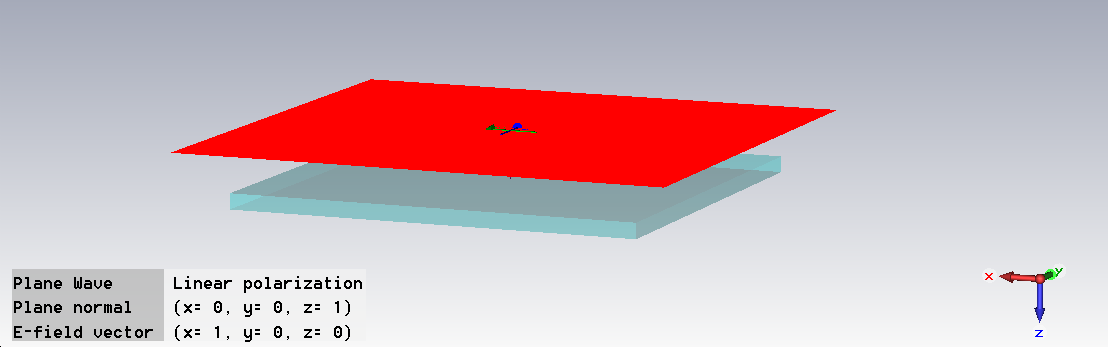 Plane Wave Linear polarization
Plane normal (x= 0, y= 0, z= 1)
E-field vector (x= 1, y= 0, z= 0)
x
y
z